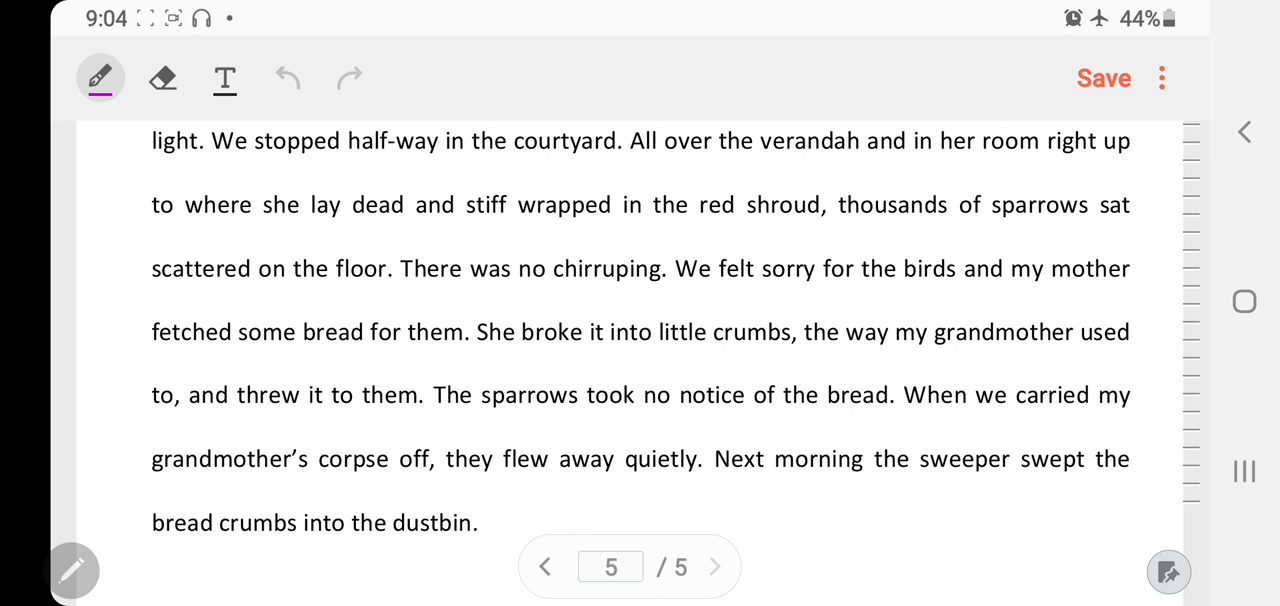 9:04
44%
T
Save
light. We stopped half-way in the courtyard. All over the verandah and in her room right up
to where she lay dead and stiff wrapped in the red shroud, thousands of sparrows sat
scattered on the floor. There was no chirruping. We felt sorry for the birds and my mother
fetched some bread for them. She broke it into little crumbs, the way my grandmother used
to, and threw it to them. The sparrows took no notice of the bread. When we carried my
grandmother’s corpse off, they flew away quietly. Next morning the sweeper swept the
bread crumbs into the dustbin.
5 / 5